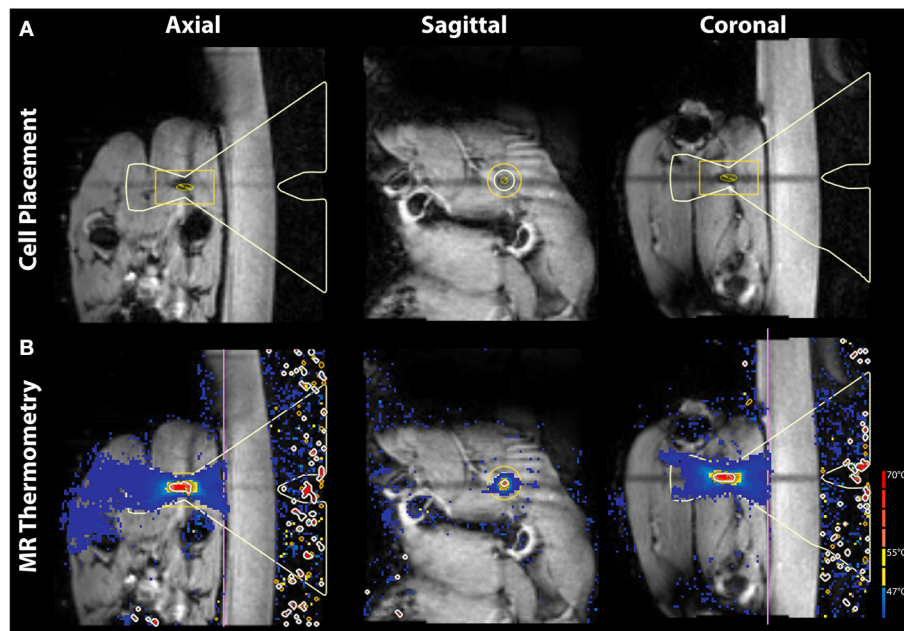 A
Axial
Sagittal
Coronal
Cell Placement
B
MR Thermometry
70°C
55°C
47°C